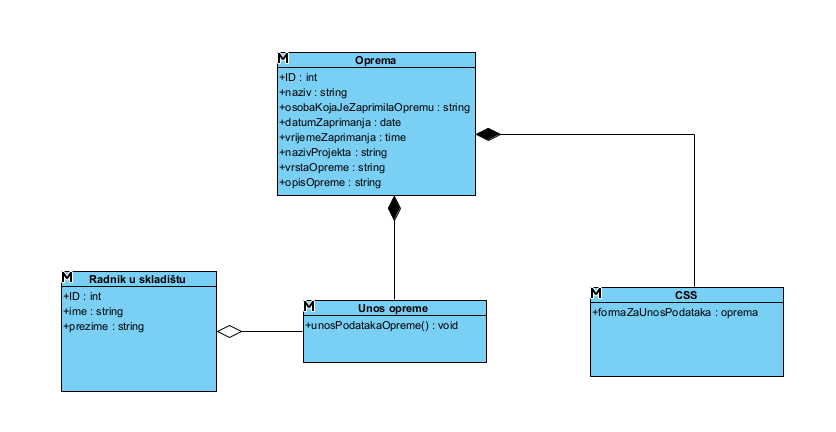 M
Oprema
+ID : int
+naziv : string
+osobaKojaJeZaprimilaOpremu : string
+datumZaprimanja : date
+vrijemeZaprimanja : time
+nazivProjekta : string
+vrstaOpreme : string
+opisOpreme : string
M
Radnik u skladištu
+ID : int
+ime : string
+prezime : string
M
Unos opreme
+unosPodatakaOpreme() : void
M
CSS
+formaZaUnosPodataka : oprema